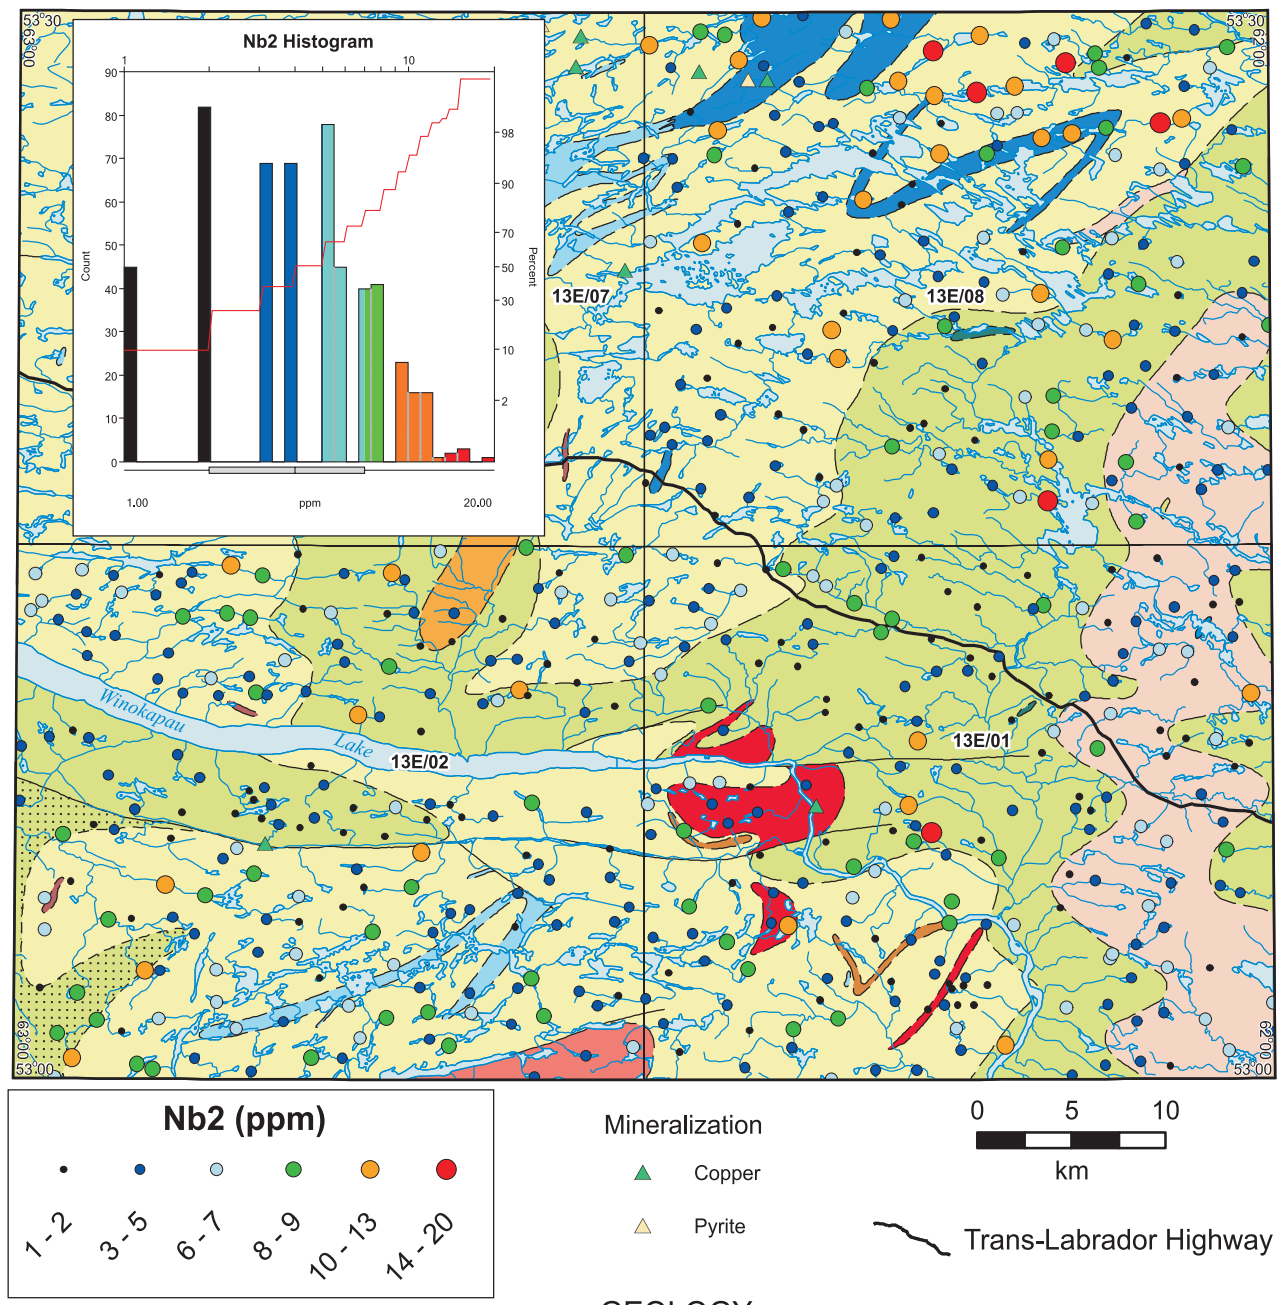 53°30'
63°00'
53°30'
62°00'
Nb2 Histogram
1
10
90
80
70
60
50
40
30
20
10
0
Count
98
90
70
50
30
10
2
Percent
1.00
ppm
20.00
13E/07
13E/08
Winokapau
Lake
13E/02
13E/01
63°00'
53°00'
62°00'
53°00'
Nb2 (ppm)
1 - 2
3 - 5
6 - 7
8 - 9
10 - 13
14 - 20
Mineralization
Copper
Pyrite
0 5 10
km
Trans-Labrador Highway
GEOLOGY